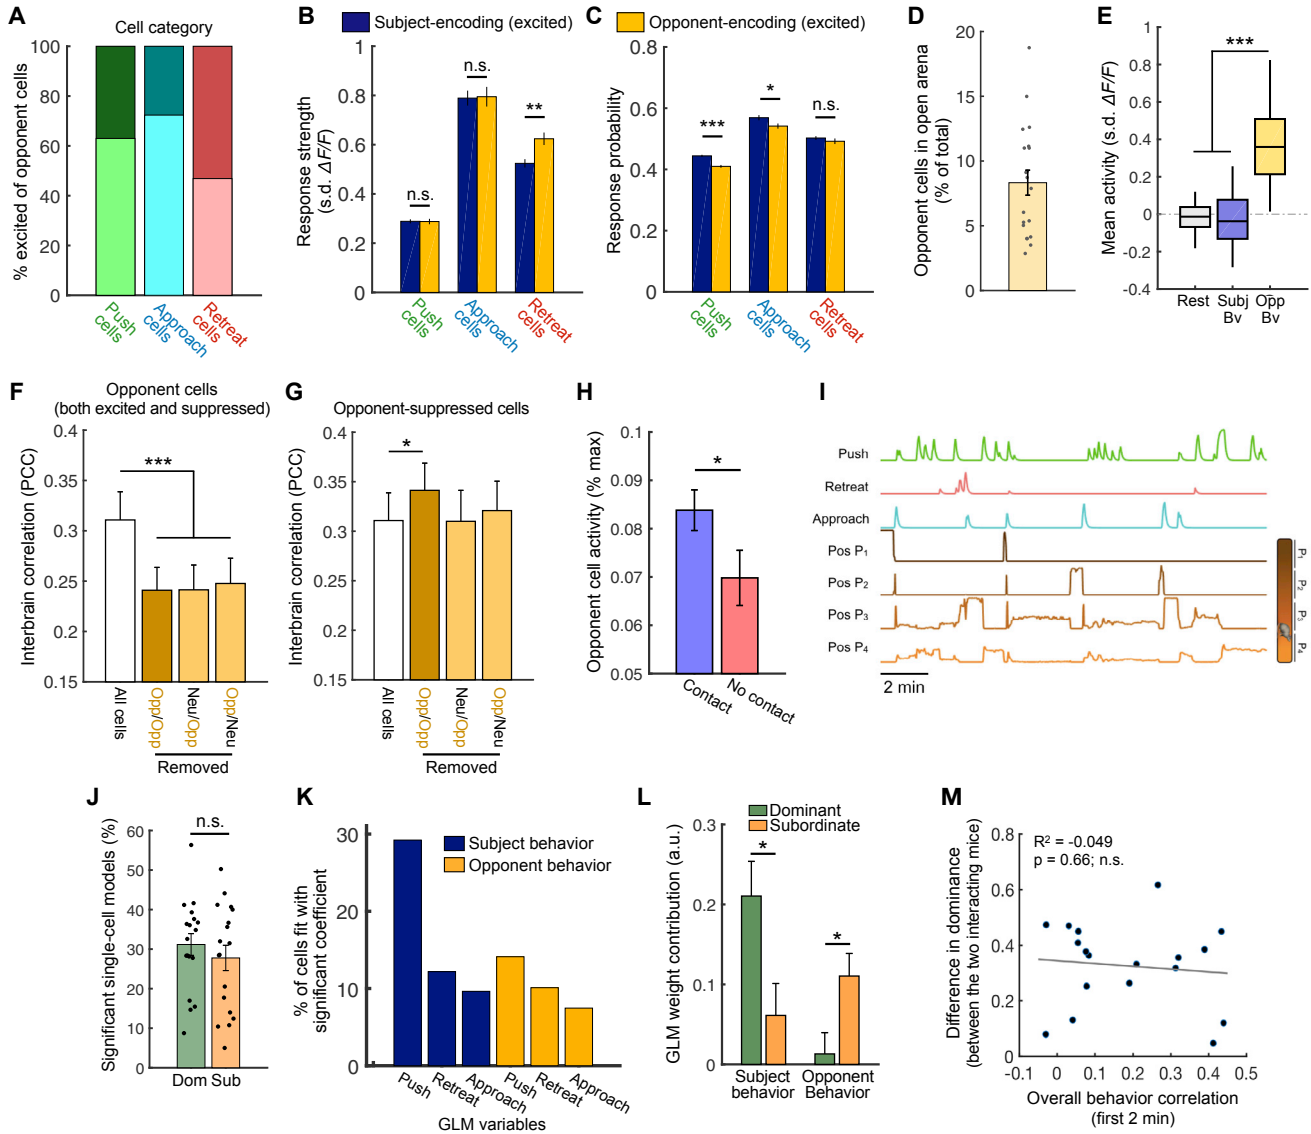 A
Cell category
% excited of opponent cells
100
80
60
40
20
0
Push cells
Approach cells
Retreat cells
B
Subject-encoding (excited)
Response strength
(s.d. ΔF/F)
1
0.8
0.6
0.4
0.2
0
n.s.
n.s.
**
Push cells
Approach cells
Retreat cells
C
Opponent-encoding (excited)
Response probability
0.8
0.6
0.4
0.2
0
***
*
n.s.
Push cells
Approach cells
Retreat cells
D
Opponent cells in open arena
(% of total)
20
15
10
5
0
E
Mean activity (s.d. ΔF/F)
1
0.8
0.6
0.4
0.2
0
-0.2
-0.4
***
Rest
Subj Bv
Opp Bv
F
Opponent cells
(both excited and suppressed)
Interbrain correlation (PCC)
0.4
0.35
0.3
0.25
0.2
0.15
***
All cells
Opp/Opp
Neu/Opp
Opp/Neu
Removed
G
Opponent-suppressed cells
Interbrain correlation (PCC)
0.4
0.35
0.3
0.25
0.2
0.15
*
All cells
Opp/Opp
Neu/Opp
Opp/Neu
Removed
H
Opponent cell activity (% max)
0.1
0.09
0.08
0.07
0.06
0.05
*
Contact
No contact
I
Push
Retreat
Approach
Pos P1
Pos P2
Pos P3
Pos P4
2 min
P1
P2
P3
P4
J
Significant single-cell models (%)
60
50
40
30
20
10
0
n.s.
Dom Sub
K
% of cells fit with
significant coefficient
30
20
10
0
Subject behavior
Opponent behavior
Push
Retreat
Approach
Push
Retreat
Approach
GLM variables
L
Dominant
Subordinate
GLM weight contribution (a.u.)
0.3
0.2
0.1
0
*
*
Subject
behavior
Opponent
Behavior
M
Difference in dominance
(between the two interacting mice)
0.8
0.6
0.4
0.2
0
R² = -0.049
p = 0.66; n.s.
-0.1 0 0.1 0.2 0.3 0.4 0.5
Overall behavior correlation
(first 2 min)